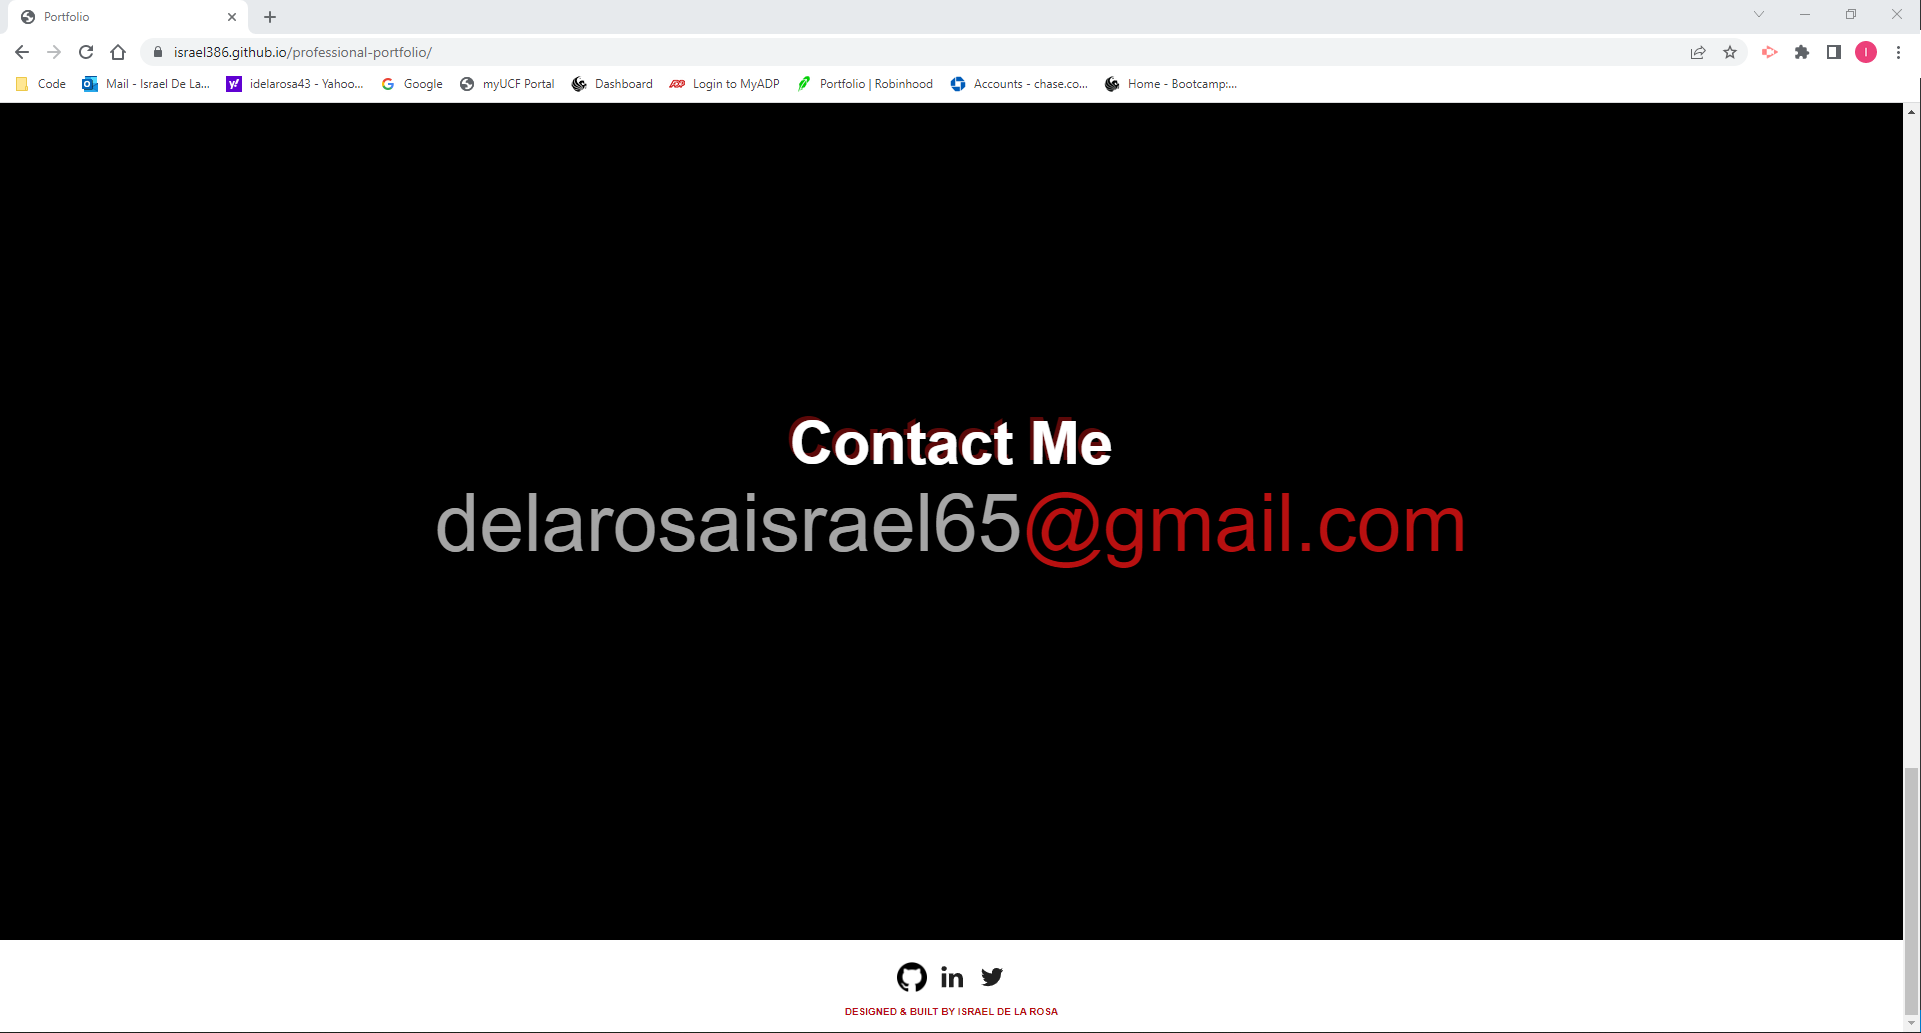 Portfolio
israel386.github.io/professional-portfolio/
I
Code Mail - Israel De La... idelarosa43 - Yahoo... Google myUCF Portal Dashboard Login to MyADP Portfolio | Robinhood Accounts - chase.co... Home - Bootcamp:...
Contact Me
delarosaisrael65@gmail.com
in
DESIGNED & BUILT BY ISRAEL DE LA ROSA